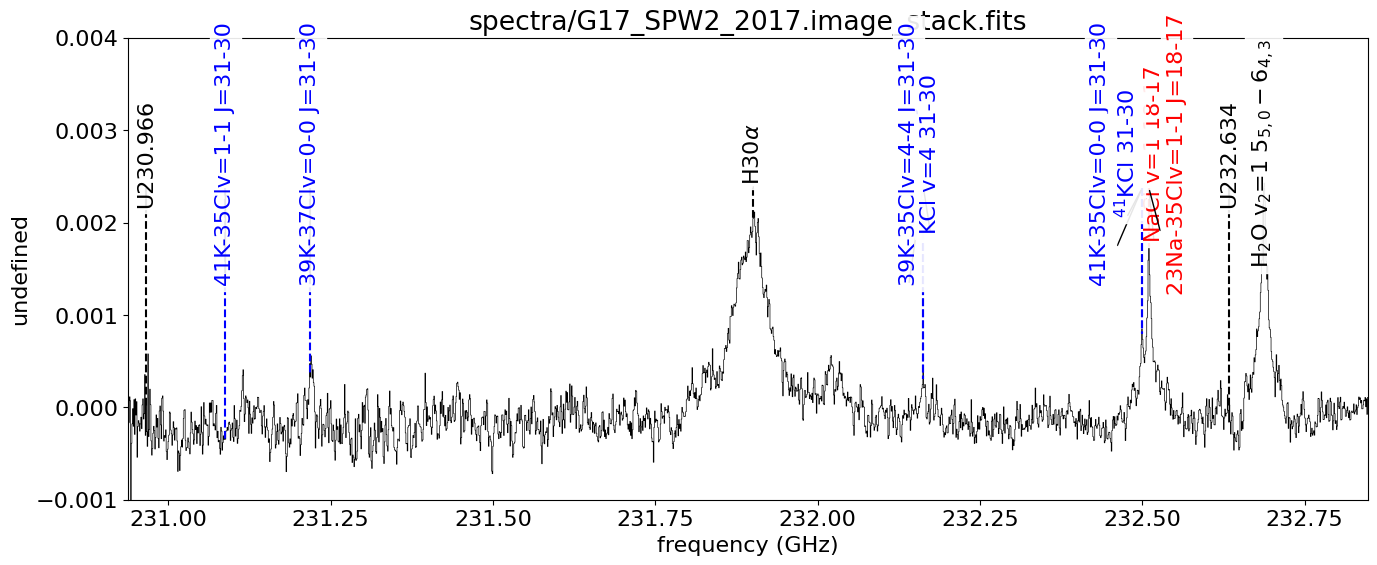 spectra/G17_SPW2_2017.image_stack.fits
0.004
0.003
0.002
0.001
0.000
−0.001
undefined
U230.966
41K-35Clv=1-1 J=31-30
39K-37Clv=0-0 J=31-30
H30α
39K-35Clv=4-4 J=31-30
KCl v=4 31-30
41K-35Clv=0-0 J=31-30
⁴¹KCl 31-30
NaCl v=1 18-17
23Na-35Clv=1-1 J=18-17
U232.634
H₂O v₂=1 5₅,₀ − 6₄,₃
231.00
231.25
231.50
231.75
232.00
232.25
232.50
232.75
frequency (GHz)